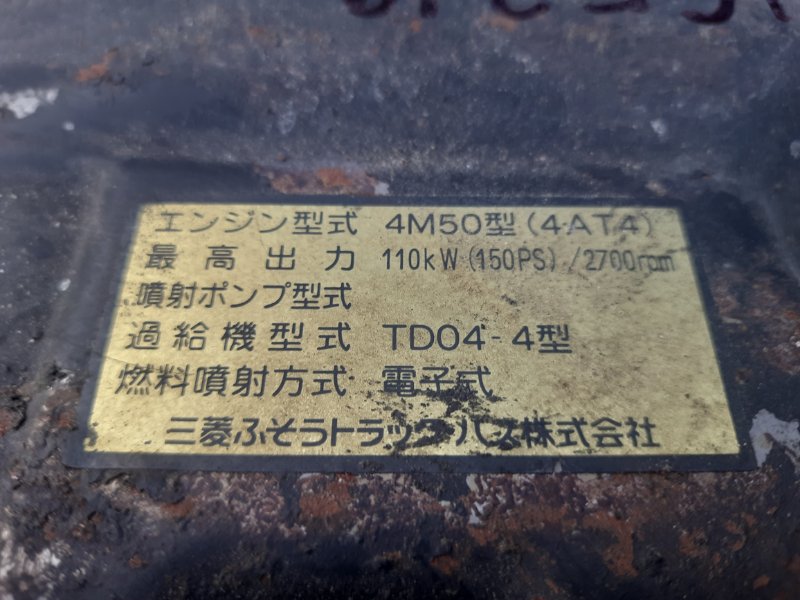 エンジン型式 4M50型(4AT4)
最高出力 110kW(150PS)/2700rpm
噴射ポンプ型式
過給機型式 TD04-4型
燃料噴射方式 電子式
三菱ふそうトラック・バス株式会社